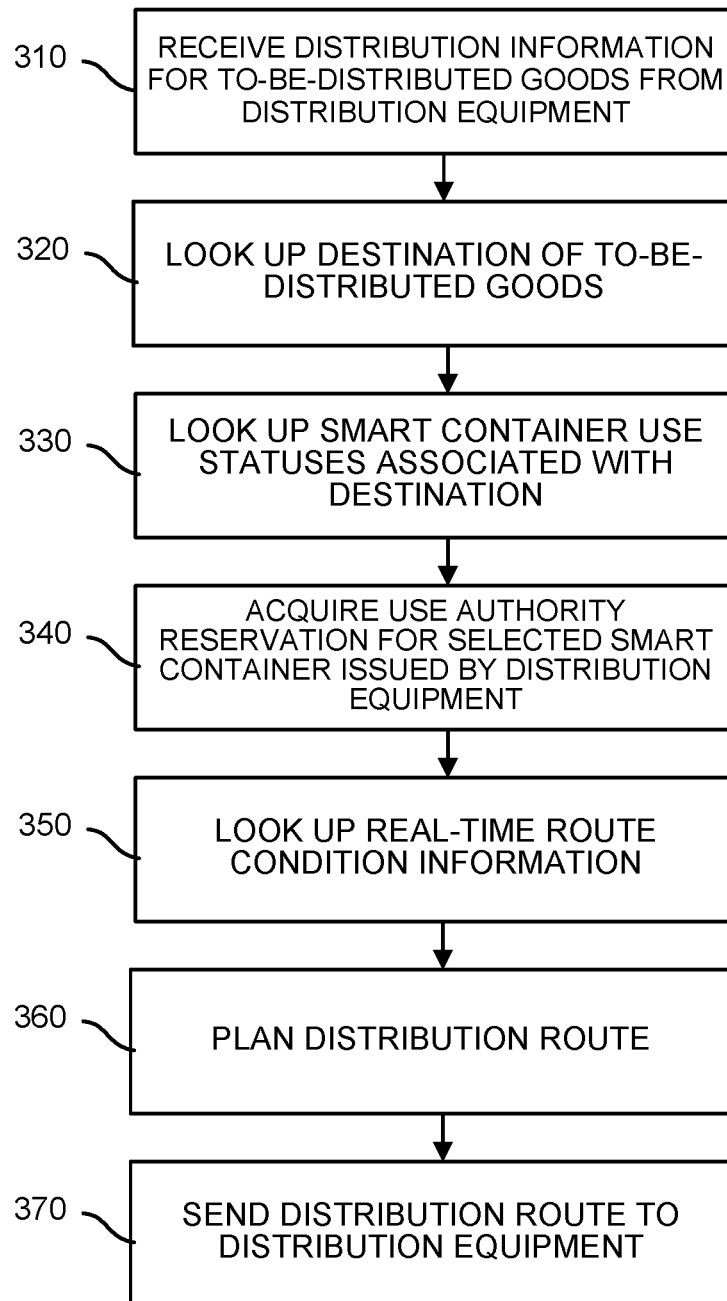 310
RECEIVE DISTRIBUTION INFORMATION
FOR TO-BE-DISTRIBUTED GOODS FROM
DISTRIBUTION EQUIPMENT
320
LOOK UP DESTINATION OF TO-BE-
DISTRIBUTED GOODS
330
LOOK UP SMART CONTAINER USE
STATUSES ASSOCIATED WITH
DESTINATION
340
ACQUIRE USE AUTHORITY
RESERVATION FOR SELECTED SMART
CONTAINER ISSUED BY DISTRIBUTION
EQUIPMENT
350
LOOK UP REAL-TIME ROUTE
CONDITION INFORMATION
360
PLAN DISTRIBUTION ROUTE
370
SEND DISTRIBUTION ROUTE TO
DISTRIBUTION EQUIPMENT